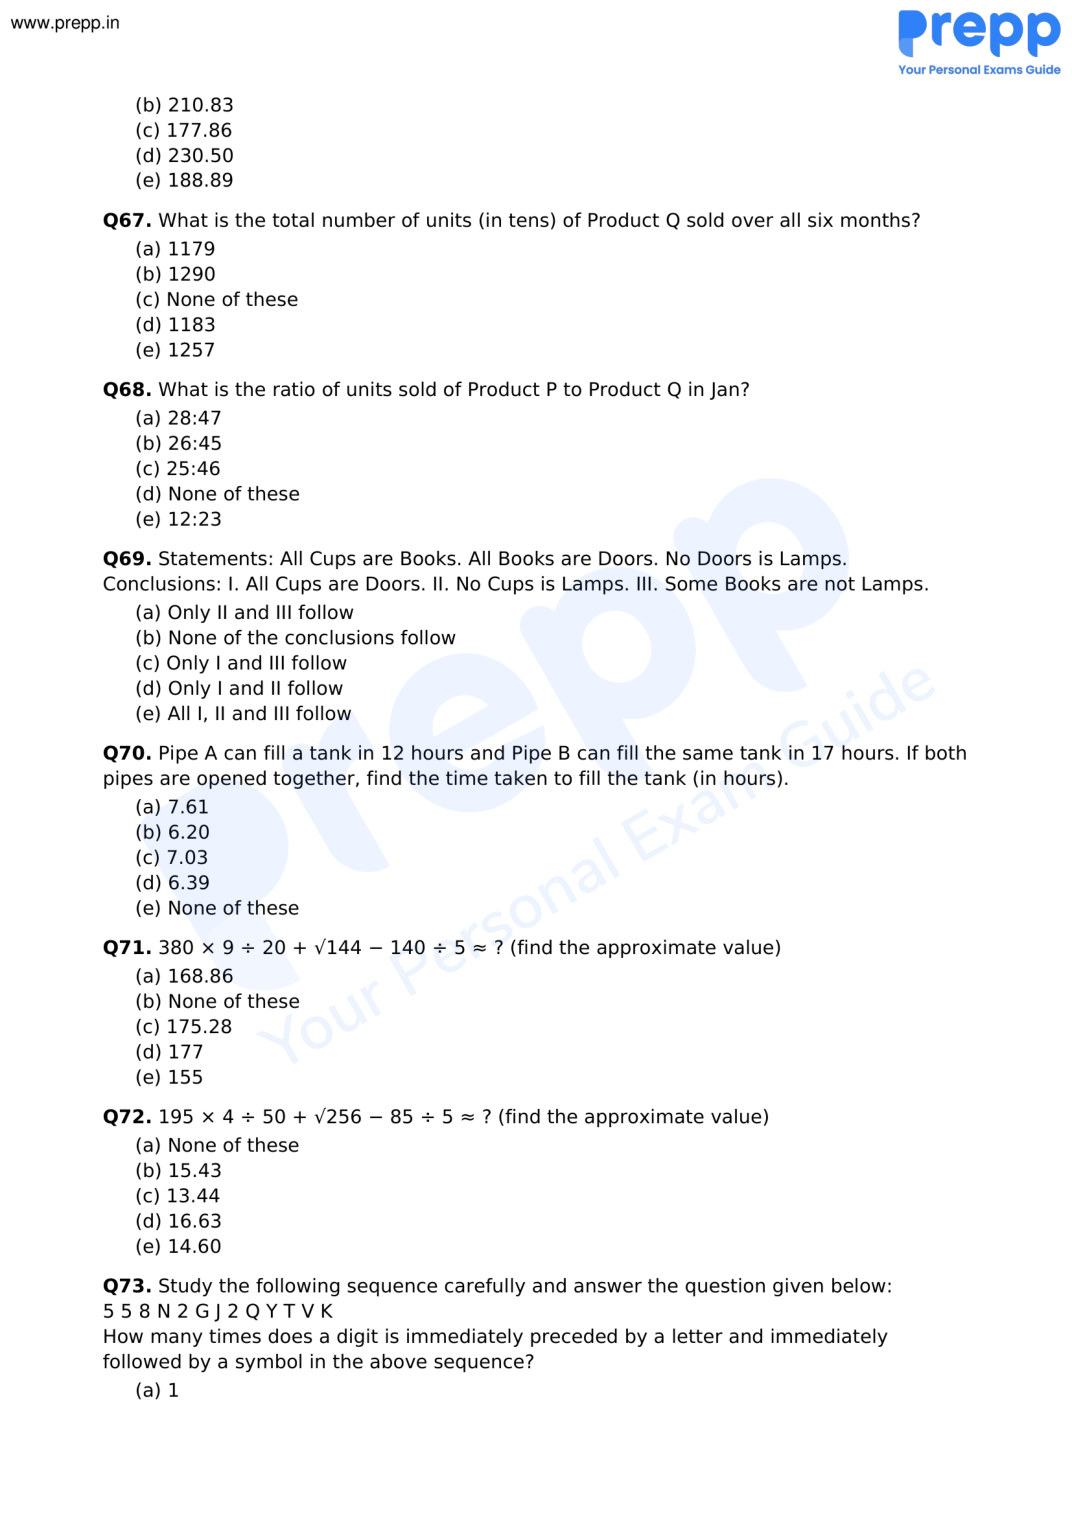 www.prepp.in
Prepp
Your Personal Exams Guide
(b) 210.83
(c) 177.86
(d) 230.50
(e) 188.89
Q67. What is the total number of units (in tens) of Product Q sold over all six months?
(a) 1179
(b) 1290
(c) None of these
(d) 1183
(e) 1257
Q68. What is the ratio of units sold of Product P to Product Q in Jan?
(a) 28:47
(b) 26:45
(c) 25:46
(d) None of these
(e) 12:23
Q69. Statements: All Cups are Books. All Books are Doors. No Doors is Lamps.
Conclusions: I. All Cups are Doors. II. No Cups is Lamps. III. Some Books are not Lamps.
(a) Only II and III follow
(b) None of the conclusions follow
(c) Only I and III follow
(d) Only I and II follow
(e) All I, II and III follow
Q70. Pipe A can fill a tank in 12 hours and Pipe B can fill the same tank in 17 hours. If both
pipes are opened together, find the time taken to fill the tank (in hours).
(a) 7.61
(b) 6.20
(c) 7.03
(d) 6.39
(e) None of these
Q71. 380 × 9 ÷ 20 + √144 − 140 ÷ 5 ≈ ? (find the approximate value)
(a) 168.86
(b) None of these
(c) 175.28
(d) 177
(e) 155
Q72. 195 × 4 ÷ 50 + √256 − 85 ÷ 5 ≈ ? (find the approximate value)
(a) None of these
(b) 15.43
(c) 13.44
(d) 16.63
(e) 14.60
Q73. Study the following sequence carefully and answer the question given below:
5 5 8 N 2 G J 2 Q Y T V K
How many times does a digit is immediately preceded by a letter and immediately
followed by a symbol in the above sequence?
(a) 1
prepp
Your Personal Exam Guide